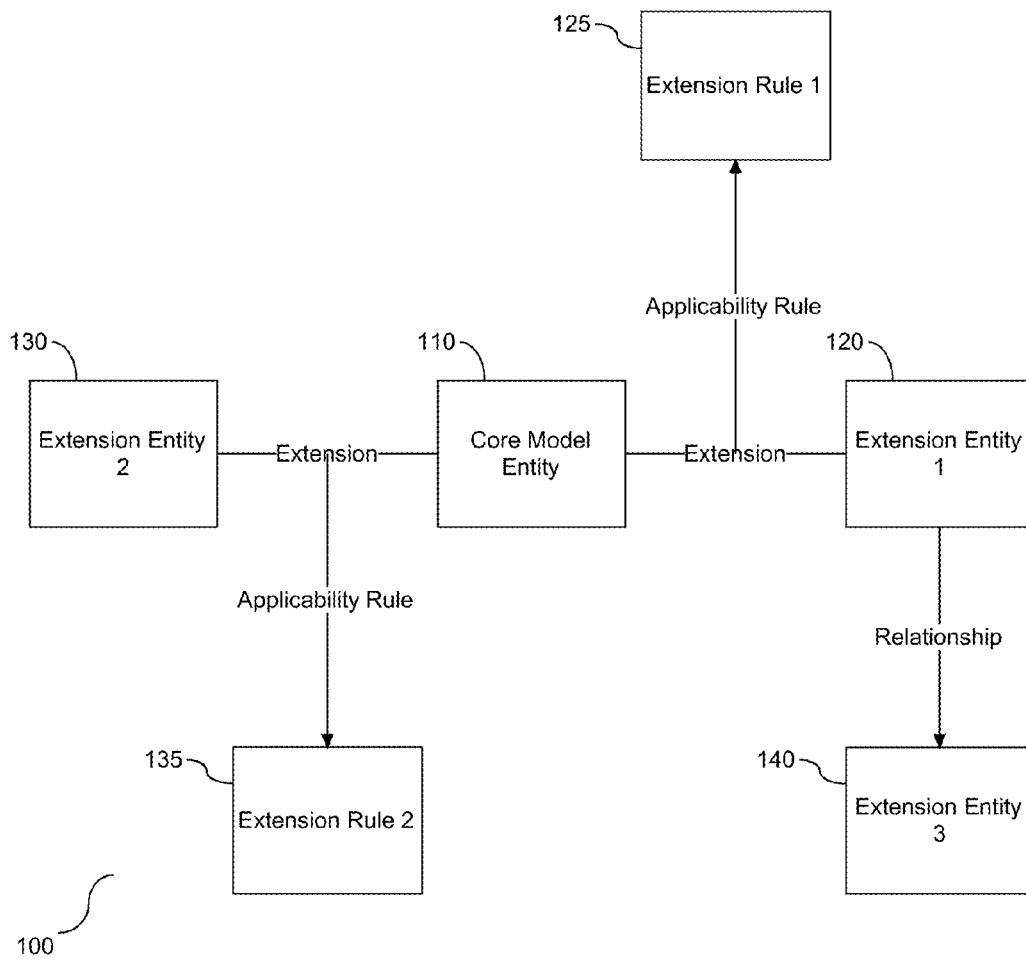 125
Extension Rule 1
Applicability Rule
130
110
120
Extension Entity
2
Extension
Core Model
Entity
Extension
Extension Entity
1
Applicability Rule
Relationship
135
140
Extension Rule 2
Extension Entity
3
100